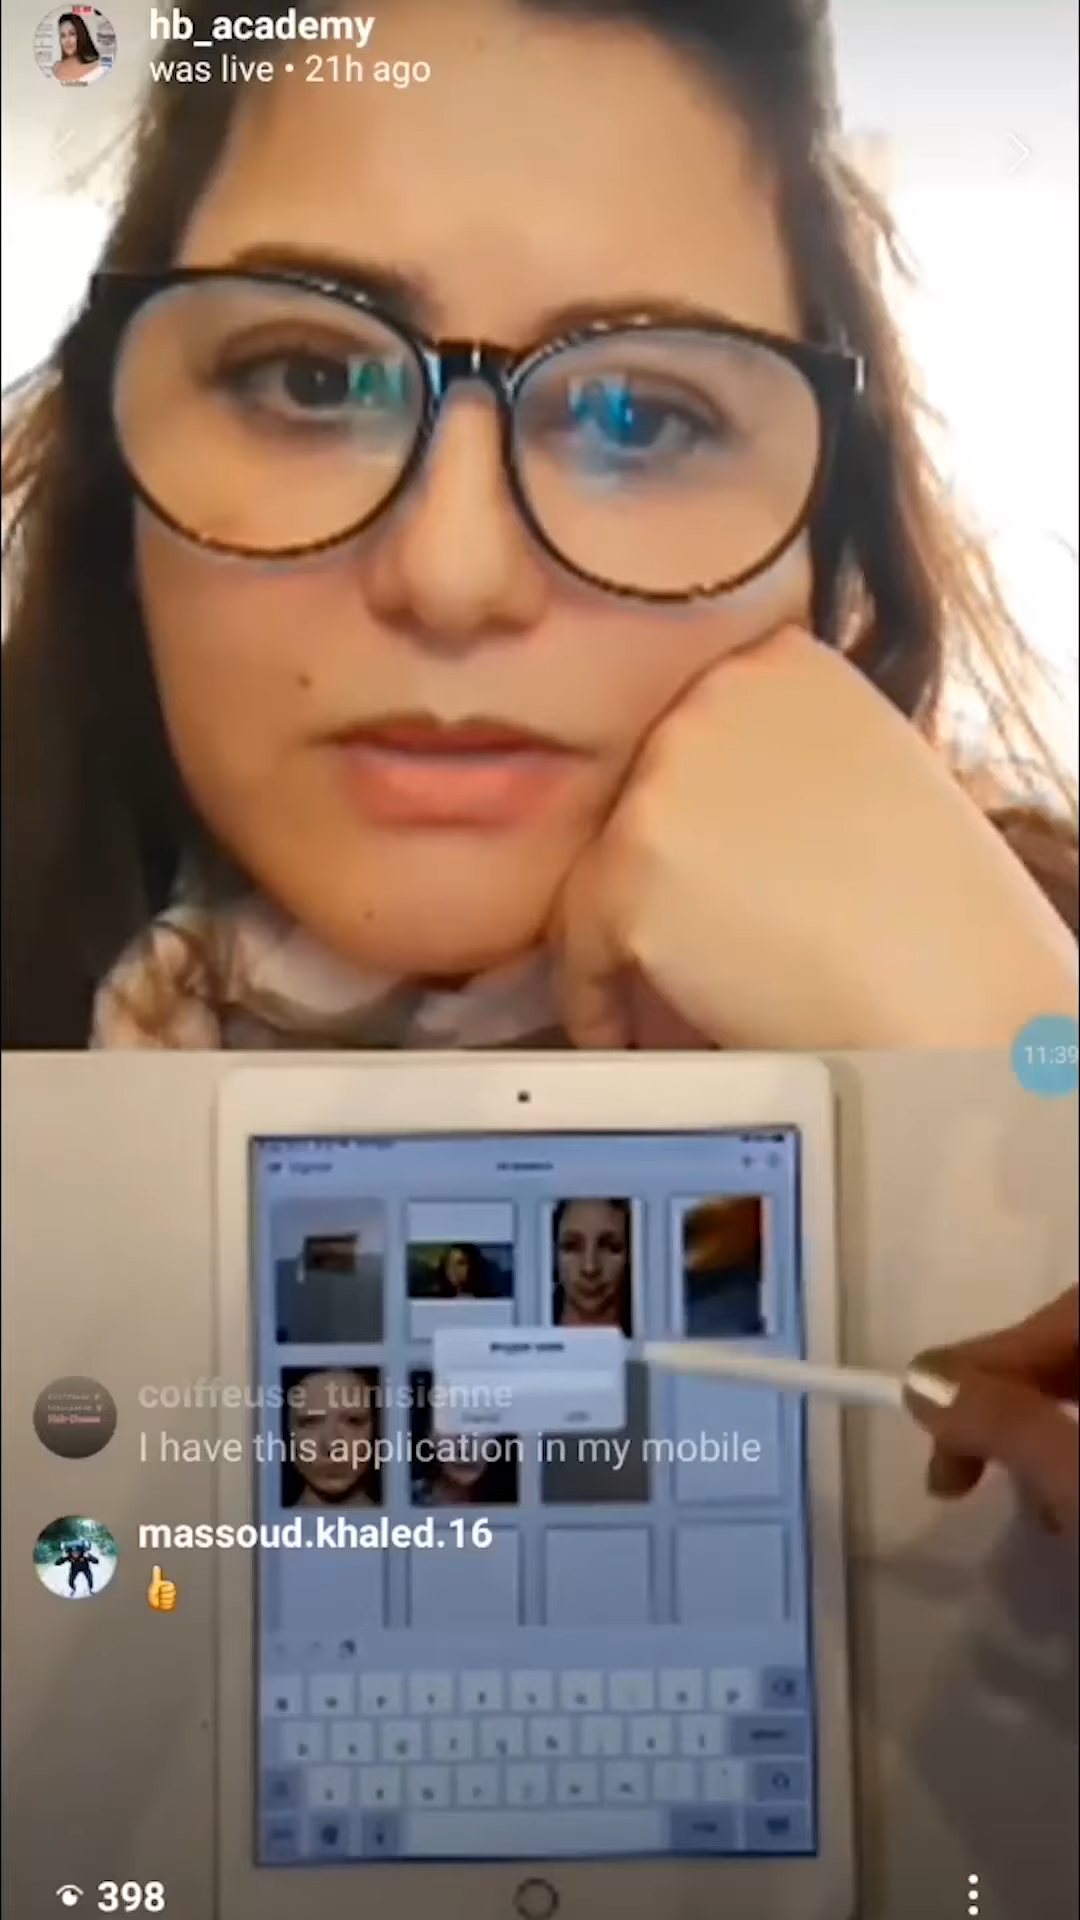 hb_academy
was live • 21h ago
11:39
coiffeuse_tunisienne
I have this application in my mobile
massoud.khaled.16
👍
398